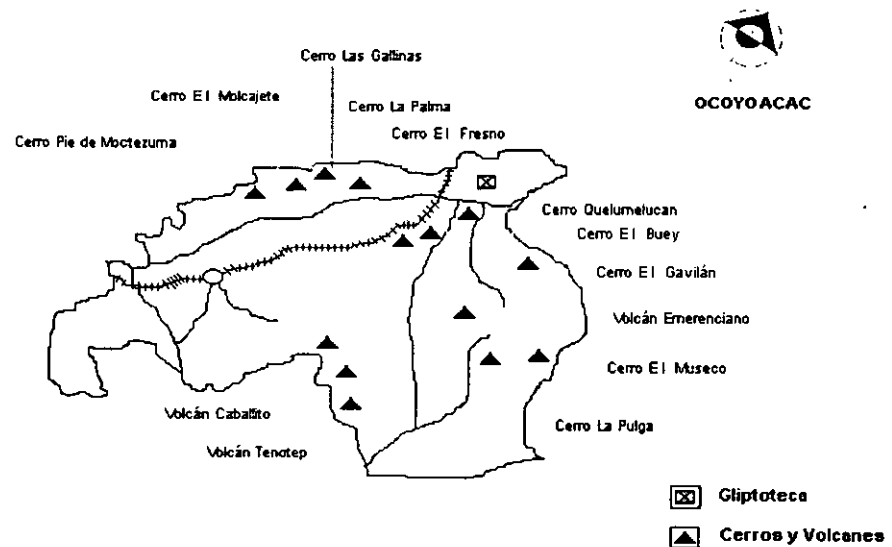 Cerro Las Gallinas
OCOYOACAC
Cerro El Molcajete
Cerro La Palma
Cerro El Fresno
Cerro Pie de Moctezuma
Cerro Quelumelucan
Cerro El Buey
Cerro El Gavilán
Volcán Emerenciano
Cerro El Museco
Volcán Caballito
Cerro La Pulga
Volcán Tenotep
Gliptoteca
Cerros y Volcanes